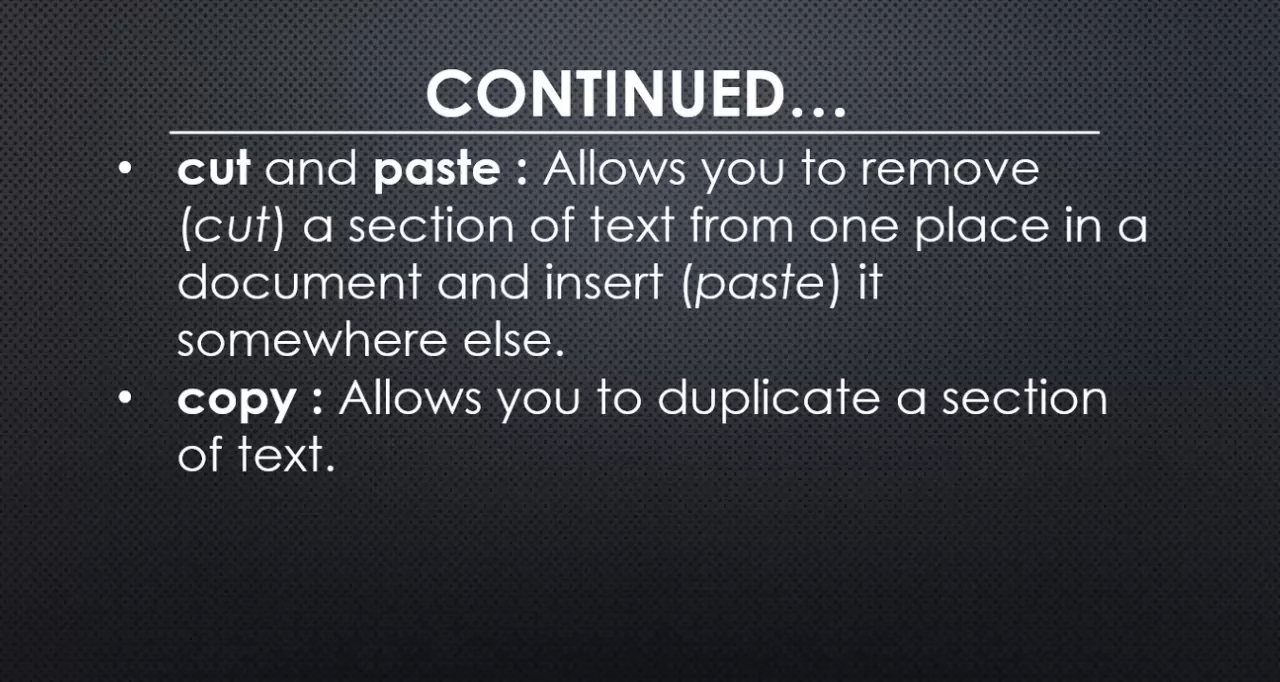 CONTINUED...
• cut and paste : Allows you to remove
(cut) a section of text from one place in a
document and insert (paste) it
somewhere else.
• copy : Allows you to duplicate a section
of text.